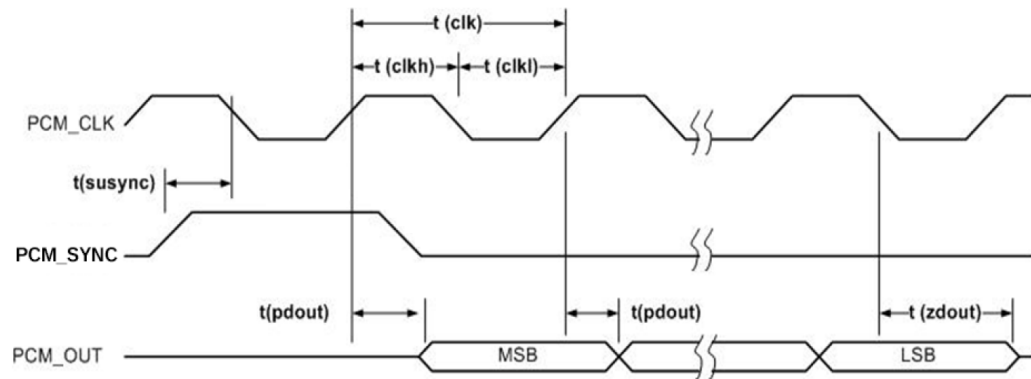 t (clk)
t (clkh)
t (clkl)
PCM_CLK
t(susync)
PCM_SYNC
t(pdout)
t(pdout)
t (zdout)
PCM_OUT
MSB
LSB